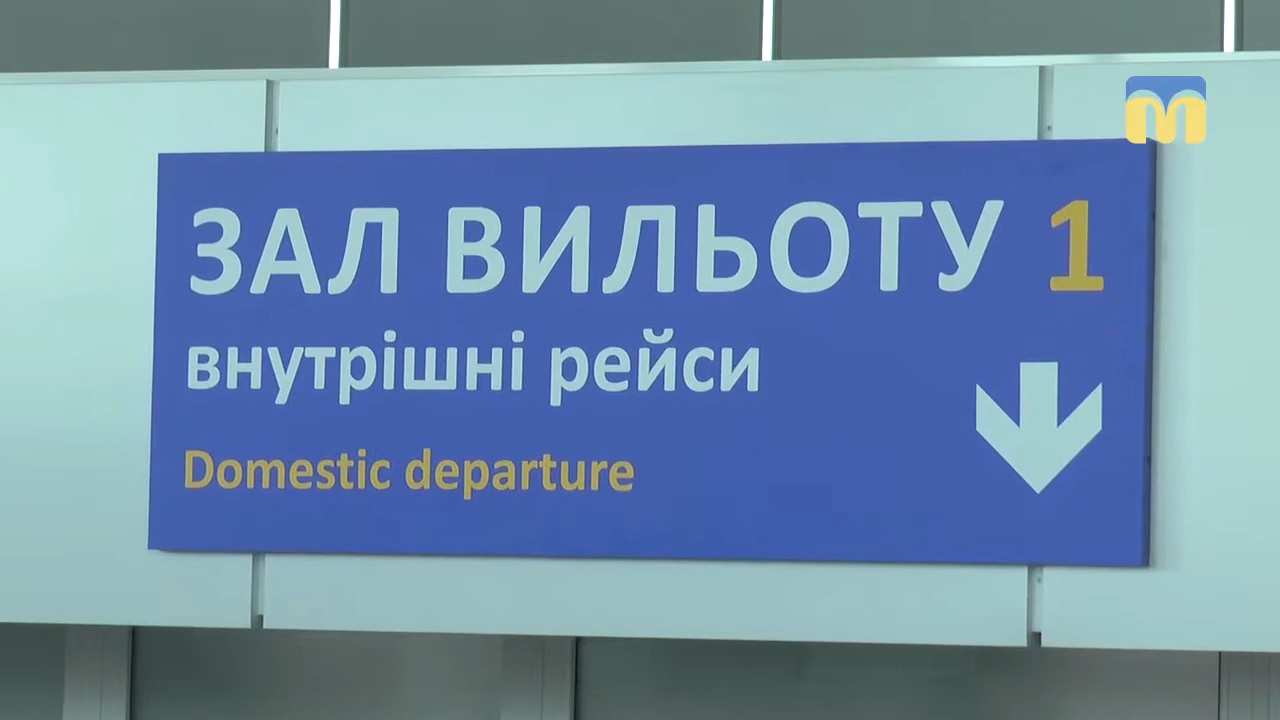 ЗАЛ ВИЛЬОТУ 1
внутрішні рейси
Domestic departure